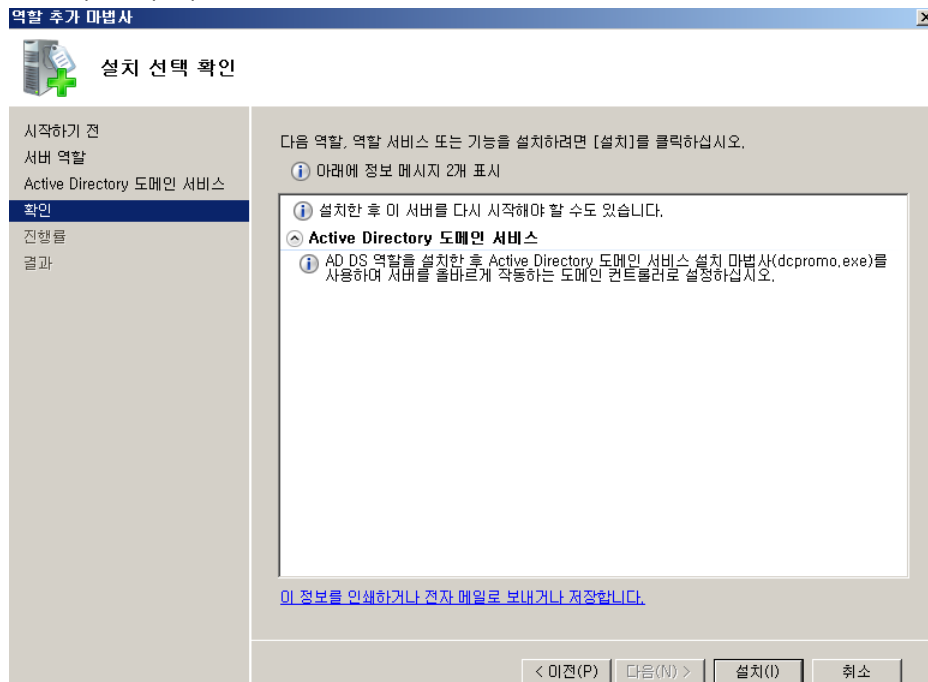 역할 추가 마법사
설치 선택 확인
시작하기 전
서버 역할
Active Directory 도메인 서비스
확인
진행률
결과
다음 역할, 역할 서비스 또는 기능을 설치하려면 [설치]를 클릭하십시오.
아래에 정보 메시지 2개 표시
설치한 후 이 서버를 다시 시작해야 할 수도 있습니다.
Active Directory 도메인 서비스
AD DS 역할을 설치한 후 Active Directory 도메인 서비스 설치 마법사(dcpromo.exe)를
사용하여 서버를 올바르게 작동하는 도메인 컨트롤러로 설정하십시오.
이 정보를 인쇄하거나 전자 메일로 보내거나 저장합니다.
< 이전(P) 다음(N) > 설치(I) 취소